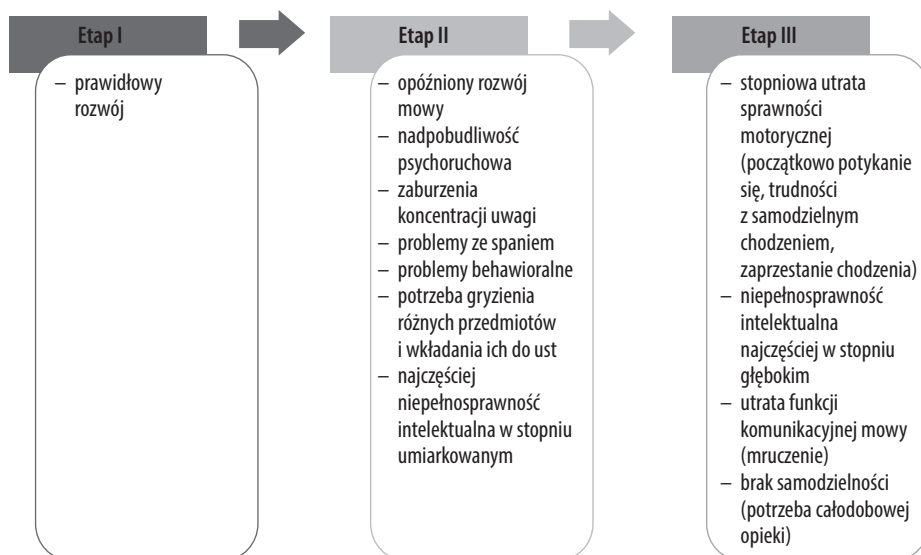 Etap I
– prawidłowy
rozwój
Etap II
– opóźniony rozwój
mowy
– nadpobudliwość
psychoruchowa
– zaburzenia
koncentracji uwagi
– problemy ze spaniem
– problemy behawioralne
– potrzeba gryzienia
różnych przedmiotów
i wkładania ich do ust
– najczęściej
niepełnosprawność
intelektualna w stopniu
umiarkowanym
Etap III
– stopniowa utrata
sprawności
motorycznej
(początkowo potykanie
się, trudności
z samodzielnym
chodzeniem,
zaprzestanie chodzenia)
– niepełnosprawność
intelektualna
najczęściej w stopniu
głębokim
– utrata funkcji
komunikacyjnej mowy
(mruczenie)
– brak samodzielności
(potrzeba całodobowej
opieki)